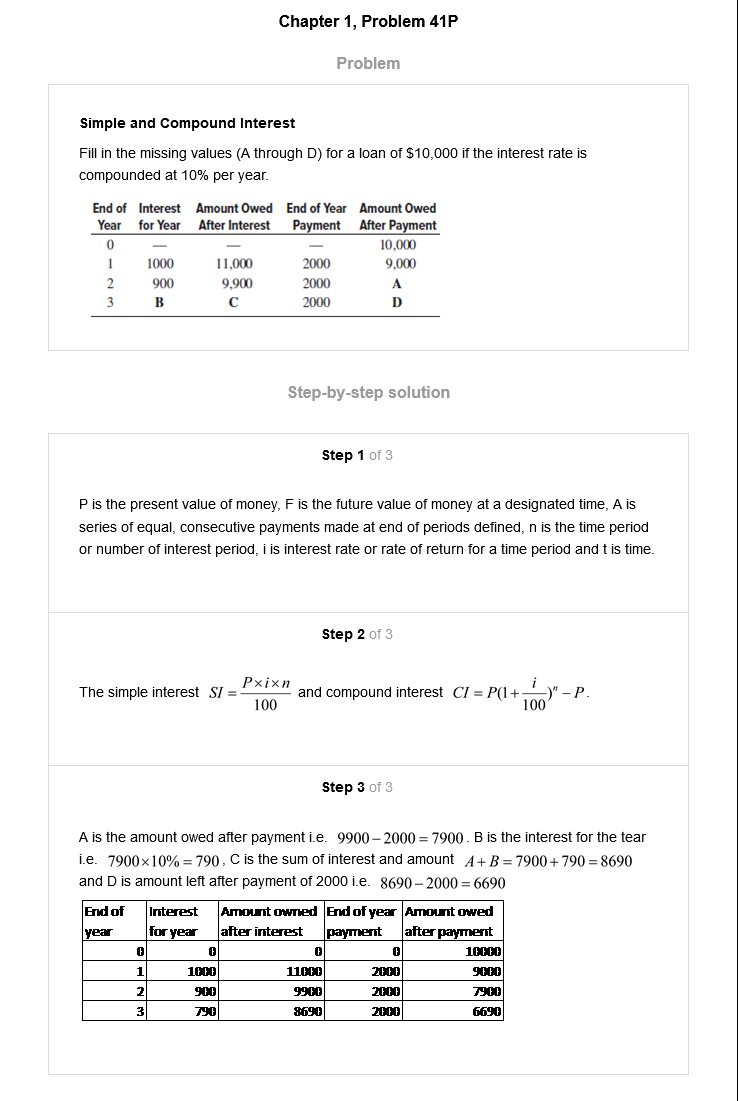 Chapter 1, Problem 41P
Problem
Simple and Compound Interest
Fill in the missing values (A through D) for a loan of $10,000 if the interest rate is
compounded at 10% per year.
End of Interest Amount Owed End of Year Amount Owed
Year for Year After Interest Payment After Payment
0 — — — 10,000
1 1000 11,000 2000 9,000
2 900 9,900 2000 A
3 B C 2000 D
Step-by-step solution
Step 1 of 3
P is the present value of money, F is the future value of money at a designated time, A is
series of equal, consecutive payments made at end of periods defined, n is the time period
or number of interest period, i is interest rate or rate of return for a time period and t is time.
Step 2 of 3
The simple interest SI = P×i×n/100 and compound interest CI = P(1+i/100)ⁿ – P.
Step 3 of 3
A is the amount owed after payment i.e. 9900–2000=7900. B is the interest for the tear
i.e. 7900×10%=790, C is the sum of interest and amount A+B=7900+790=8690
and D is amount left after payment of 2000 i.e. 8690–2000=6690
End of Interest Amount owned End of year Amount owed
year for year after interest payment after payment
0 0 0 0 10000
1 1000 11000 2000 9000
2 900 9900 2000 7900
3 790 8690 2000 6690